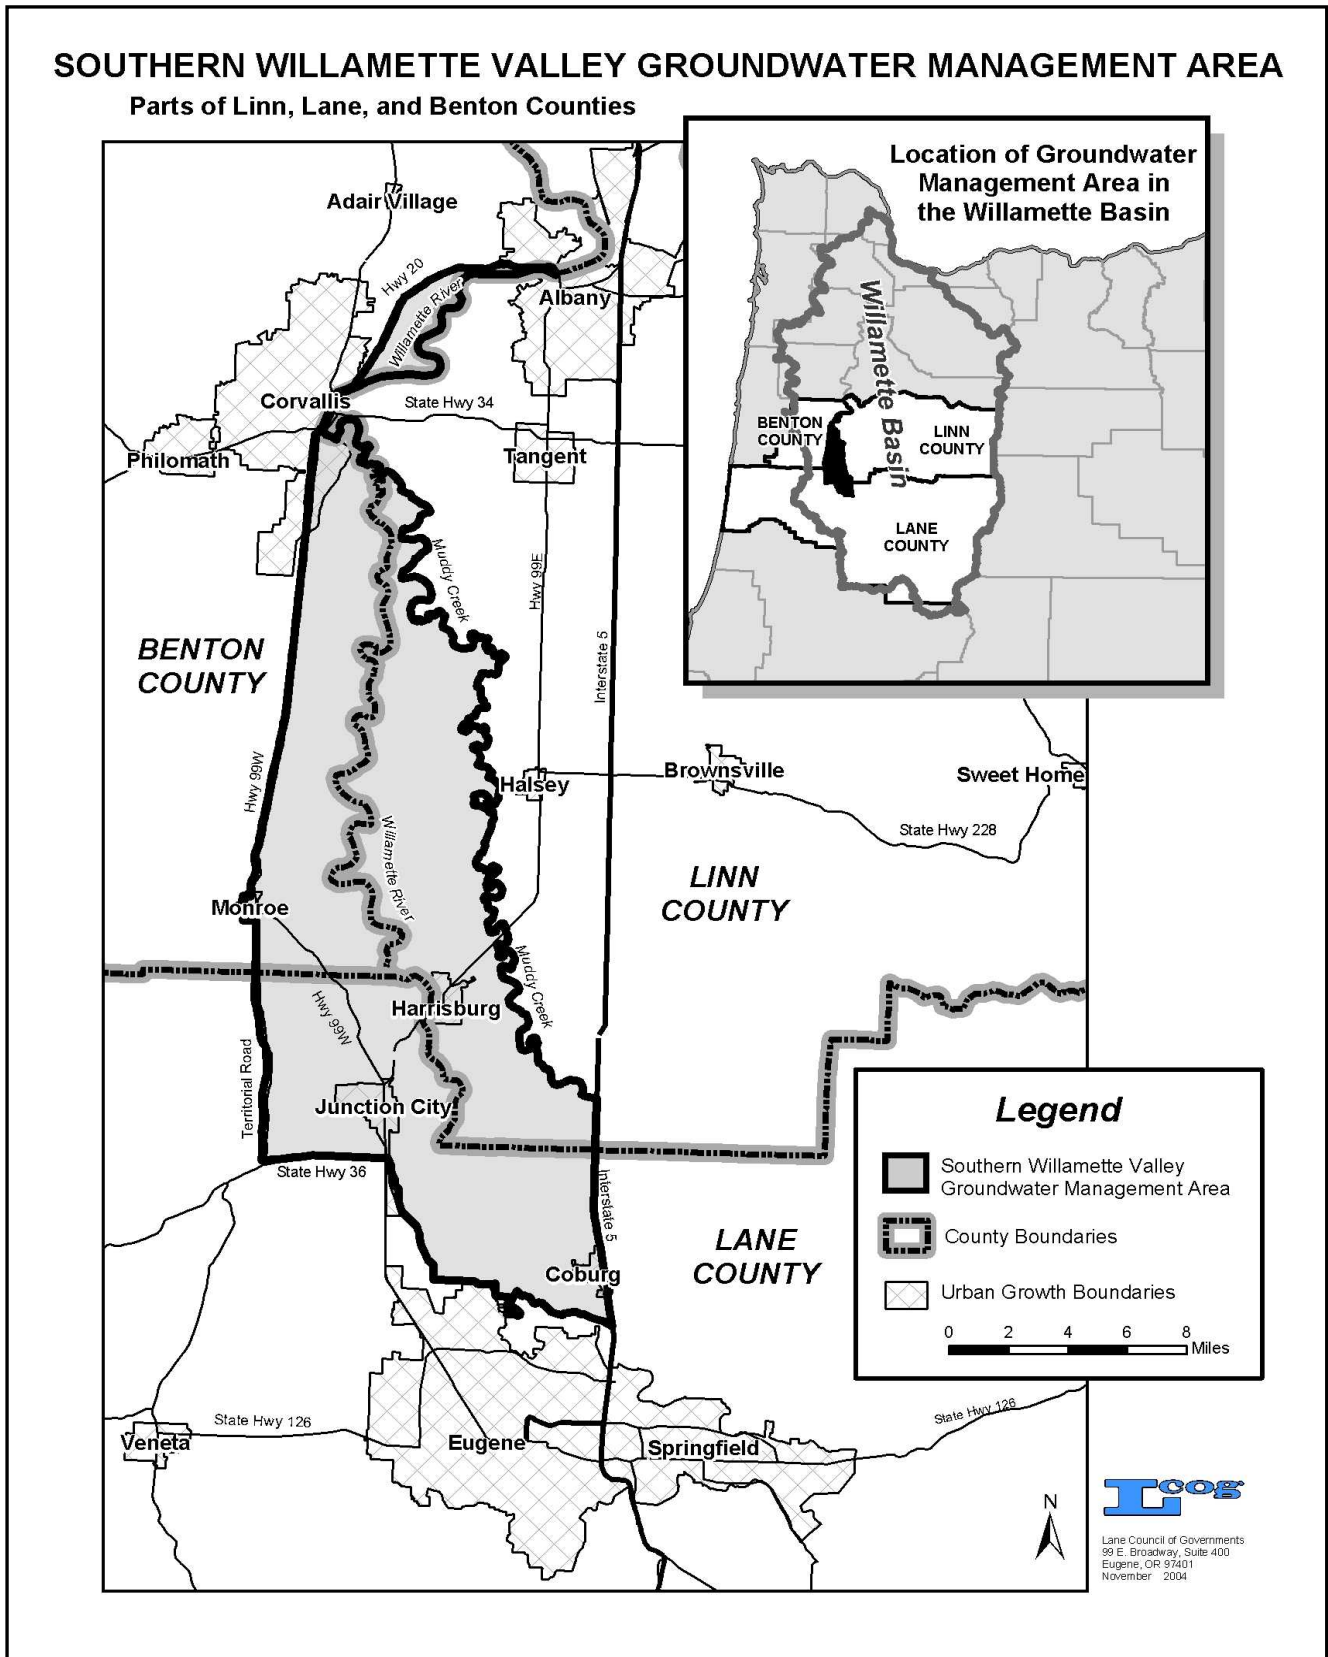 SOUTHERN WILLAMETTE VALLEY GROUNDWATER MANAGEMENT AREA
Parts of Linn, Lane, and Benton Counties
Location of Groundwater
Management Area in
the Willamette Basin
Willamette Basin
BENTON
COUNTY
LINN
COUNTY
LANE
COUNTY
Adair Village
Hwy 20
Willamette River
Albany
Corvallis
State Hwy 34
Philomath
Tangent
Muddy Creek
Hwy 99E
Interstate 5
BENTON
COUNTY
Hwy 99W
Halsey
Brownsville
Sweet Home
State Hwy 228
Willamette River
LINN
COUNTY
Monroe
Muddy Creek
Harrisburg
Hwy 99W
Territorial Road
Junction City
State Hwy 36
Interstate 5
LANE
COUNTY
Coburg
State Hwy 126
Veneta
Eugene
Springfield
State Hwy 126
Legend
Southern Willamette Valley
Groundwater Management Area
County Boundaries
Urban Growth Boundaries
0 2 4 6 8
Miles
N
Lcog
Lane Council of Governments
99 E. Broadway, Suite 400
Eugene, OR 97401
November 2004